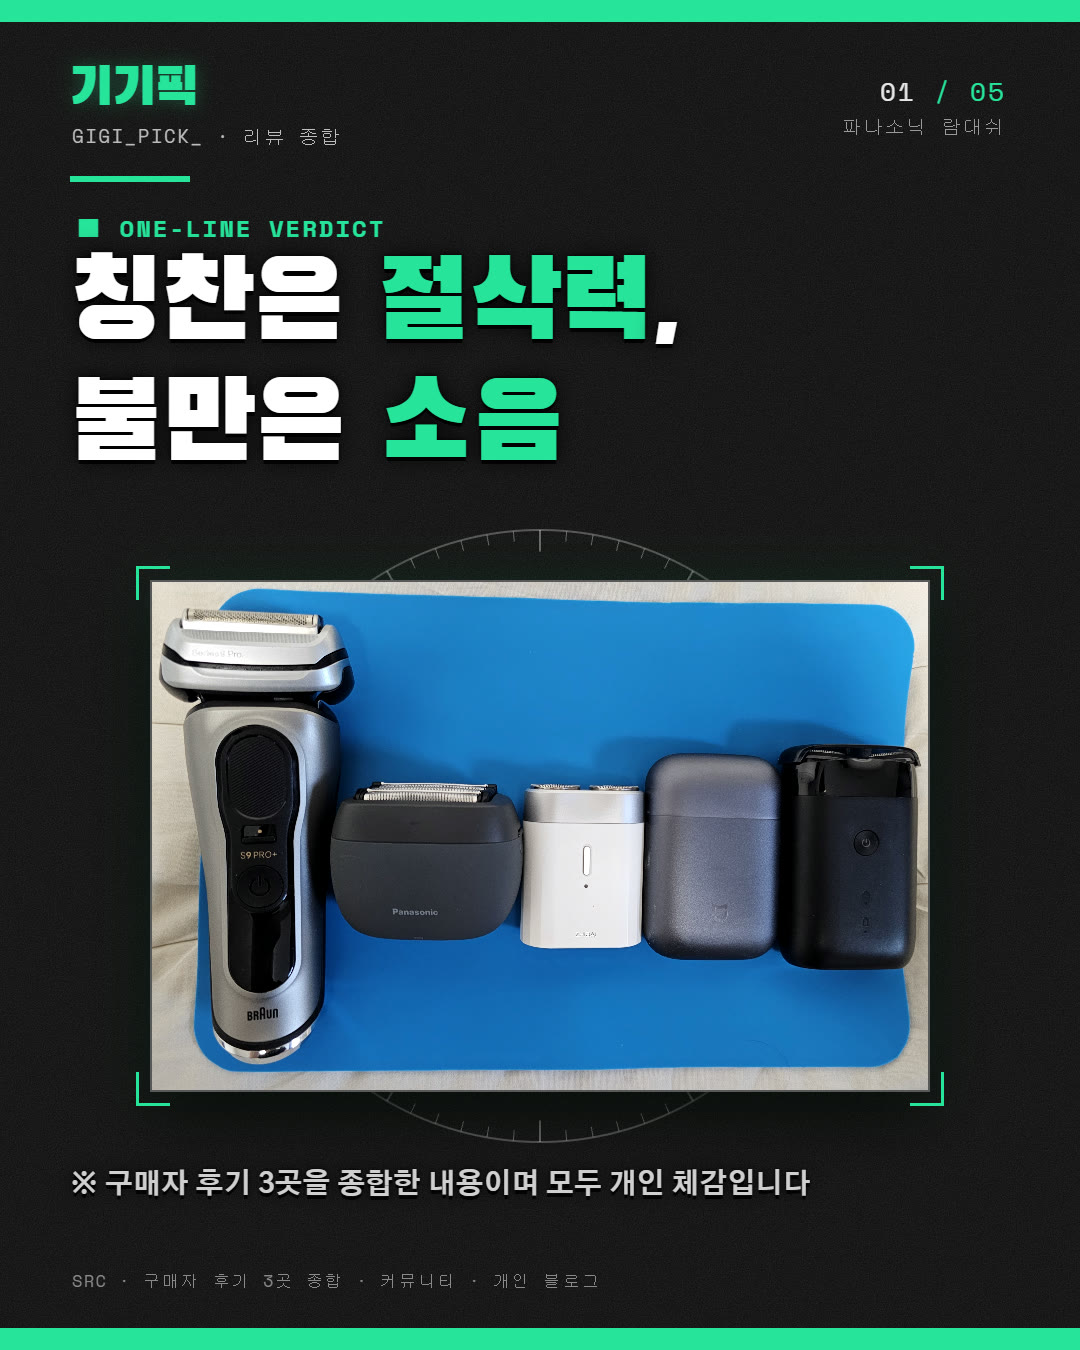 기기픽
GIGI_PICK_ · 리뷰 종합
01 / 05
파나소닉 람대쉬
ONE-LINE VERDICT
칭찬은 절삭력,
불만은 소음
Series 9 Pro
S9 PRO+
BRAUN
Panasonic
※ 구매자 후기 3곳을 종합한 내용이며 모두 개인 체감입니다
SRC · 구매자 후기 3곳 종합 · 커뮤니티 · 개인 블로그